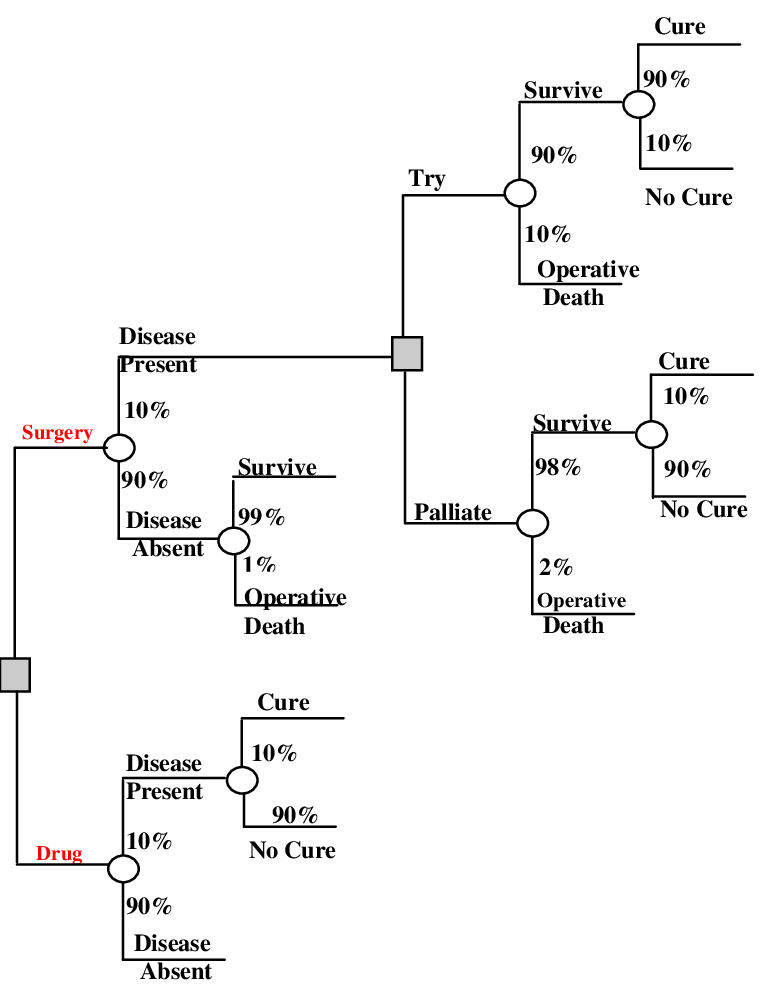 Cure
90%
Survive
10%
90%
Try
No Cure
10%
Operative
Death
Disease
Present
Cure
10%
10%
Survive
Surgery
98%
90%
90%
Survive
No Cure
Palliate
Disease
99%
Absent
1%
2%
Operative
Operative
Death
Death
Cure
10%
Disease
Present
90%
10%
No Cure
Drug
90%
Disease
Absent